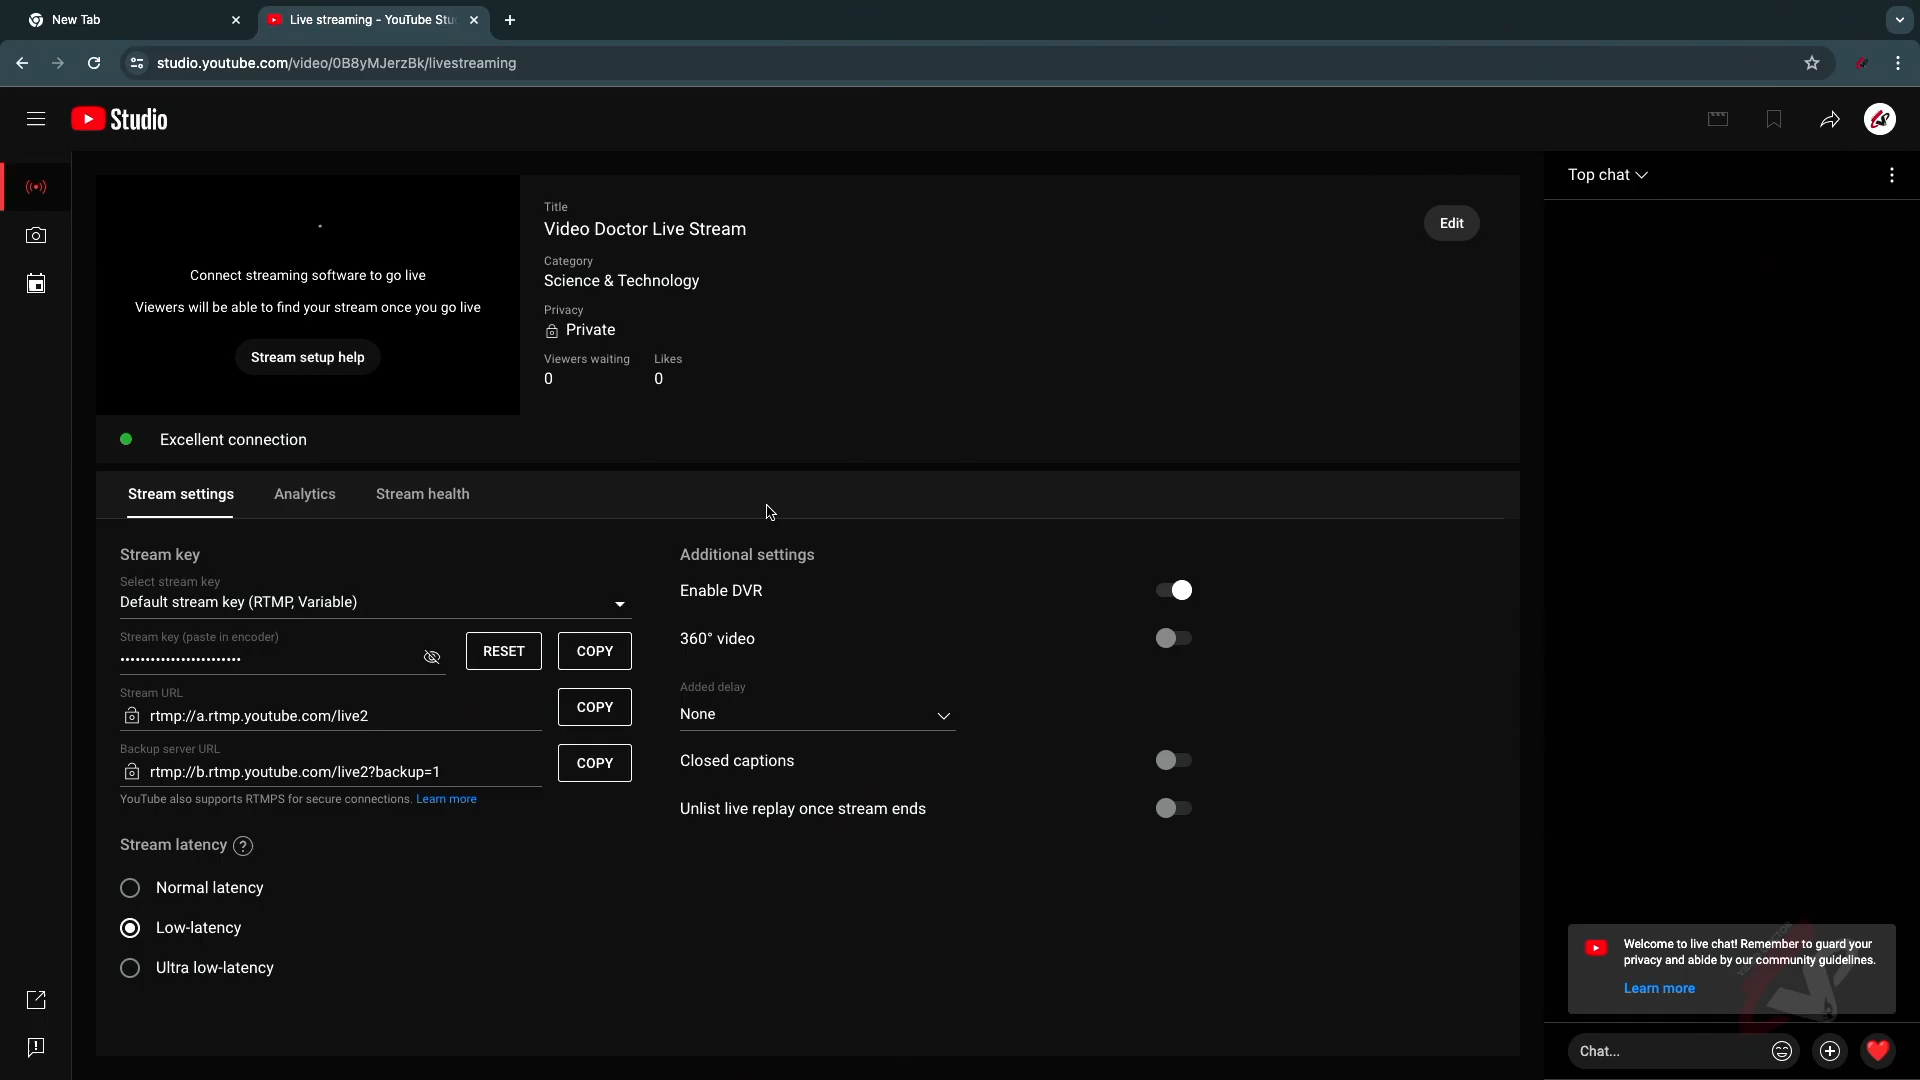 New Tab
Live streaming - YouTube Stu
studio.youtube.com/video/0B8yMJerzBk/livestreaming
Studio
Top chat
Connect streaming software to go live
Viewers will be able to find your stream once you go live
Stream setup help
Title
Video Doctor Live Stream
Edit
Category
Science & Technology
Privacy
Private
Viewers waiting Likes
0 0
Excellent connection
Stream settings Analytics Stream health
Stream key
Select stream key
Default stream key (RTMP, Variable)
Stream key (paste in encoder)
••••••••••••••••••••••••
RESET COPY
Stream URL
rtmp://a.rtmp.youtube.com/live2
COPY
Backup server URL
rtmp://b.rtmp.youtube.com/live2?backup=1
COPY
YouTube also supports RTMPS for secure connections. Learn more
Stream latency ?
Normal latency
Low-latency
Ultra low-latency
Additional settings
Enable DVR
360° video
Added delay
None
Closed captions
Unlist live replay once stream ends
Welcome to live chat! Remember to guard your
privacy and abide by our community guidelines.
Learn more
Chat...